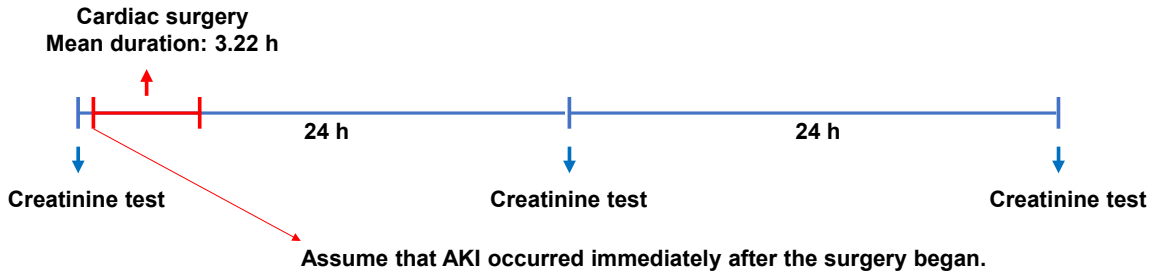 Cardiac surgery
Mean duration: 3.22 h
24 h
24 h
Creatinine test
Creatinine test
Creatinine test
Assume that AKI occurred immediately after the surgery began.